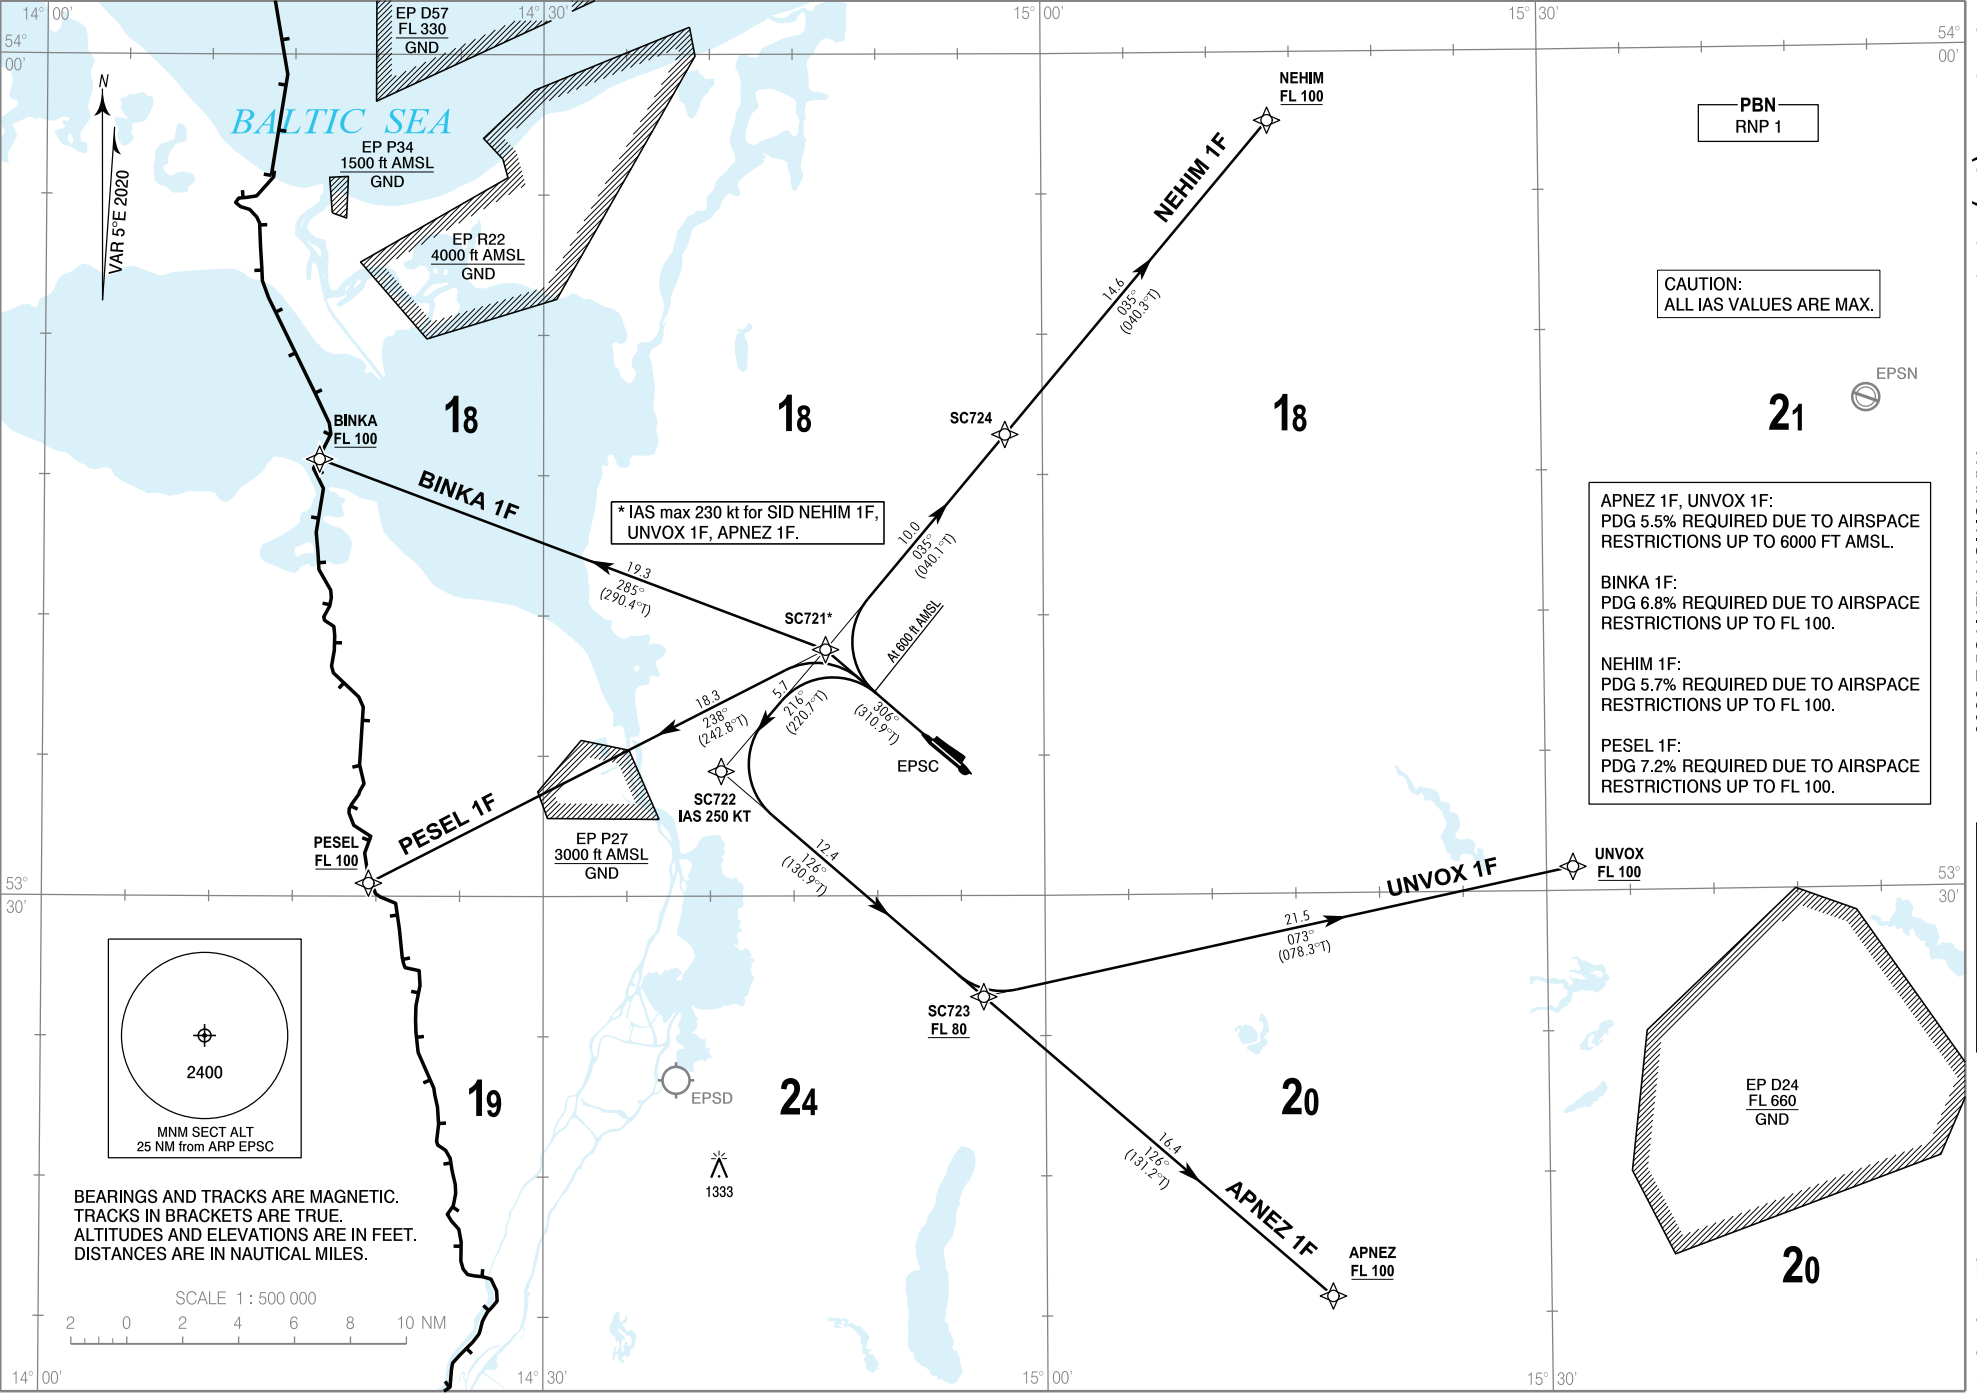 14° 00'
14° 30'
15° 00'
15° 30'
54°
00'
54°
00'
EP D57
FL 330
GND
N
VAR 5°E 2020
BALTIC SEA
EP P34
1500 ft AMSL
GND
EP R22
4000 ft AMSL
GND
NEHIM
FL 100
NEHIM 1F
PBN
RNP 1
CAUTION:
ALL IAS VALUES ARE MAX.
14.6
035°
(040.3°T)
EPSN
BINKA
FL 100
18
18
18
21
SC724
BINKA 1F
* IAS max 230 kt for SID NEHIM 1F,
UNVOX 1F, APNEZ 1F.
10.0
035°
(040.1°T)
19.3
285°
(290.4°T)
SC721*
At 600 ft AMSL
APNEZ 1F, UNVOX 1F:
PDG 5.5% REQUIRED DUE TO AIRSPACE
RESTRICTIONS UP TO 6000 FT AMSL.
BINKA 1F:
PDG 6.8% REQUIRED DUE TO AIRSPACE
RESTRICTIONS UP TO FL 100.
NEHIM 1F:
PDG 5.7% REQUIRED DUE TO AIRSPACE
RESTRICTIONS UP TO FL 100.
PESEL 1F:
PDG 7.2% REQUIRED DUE TO AIRSPACE
RESTRICTIONS UP TO FL 100.
18.3
238°
(242.8°T)
5.7
216°
(220.7°T)
306°
(310.9°T)
EPSC
SC722
IAS 250 KT
PESEL 1F
PESEL
FL 100
EP P27
3000 ft AMSL
GND
12.4
126°
(130.9°T)
UNVOX 1F
UNVOX
FL 100
53°
30'
53°
30'
21.5
073°
(078.3°T)
SC723
FL 80
2400
MNM SECT ALT
25 NM from ARP EPSC
19
24
20
EPSD
1333
EP D24
FL 660
GND
16.4
126°
(131.2°T)
APNEZ 1F
APNEZ
FL 100
20
BEARINGS AND TRACKS ARE MAGNETIC.
TRACKS IN BRACKETS ARE TRUE.
ALTITUDES AND ELEVATIONS ARE IN FEET.
DISTANCES ARE IN NAUTICAL MILES.
SCALE 1 : 500 000
2 0 2 4 6 8 10 NM
14° 00'
14° 30'
15° 00'
15° 30'